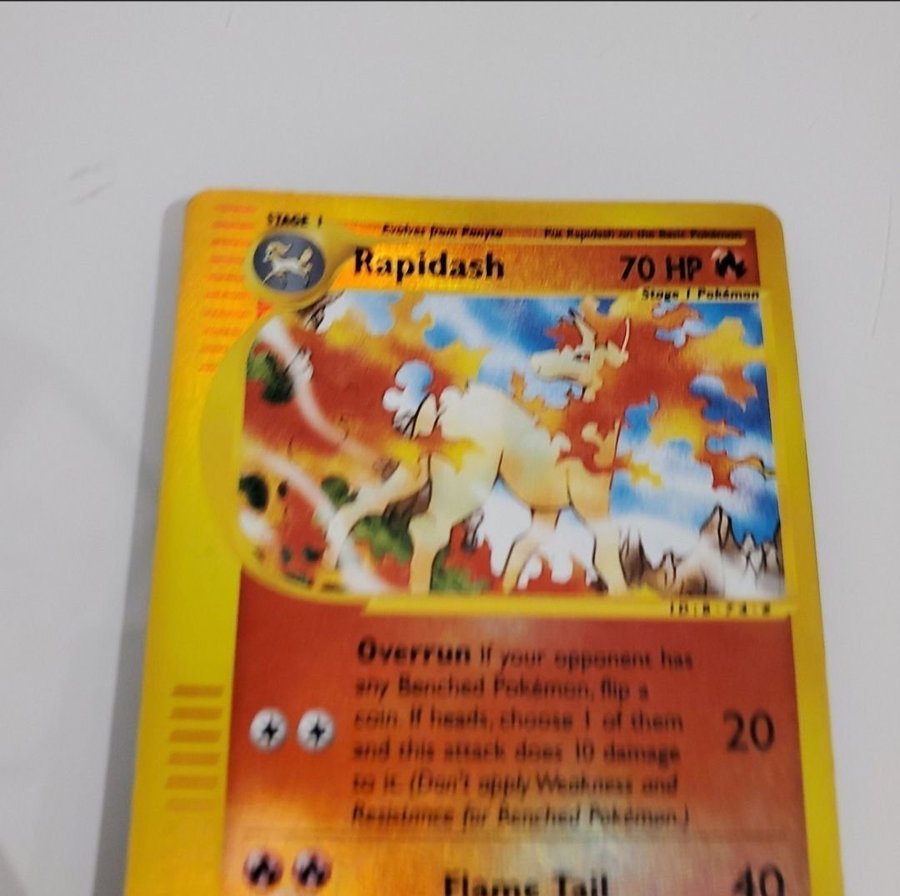 STAGE 1
Evolves from Ponyta Put Rapidash on the Basic Pokémon
Rapidash 70 HP
Stage 1 Pokémon
Overrun If your opponent has
any Benched Pokémon, flip a
coin. If heads, choose 1 of them
and this attack does 10 damage
to it. (Don't apply Weakness and
Resistance for Benched Pokémon.)
20
Flame Tail 40